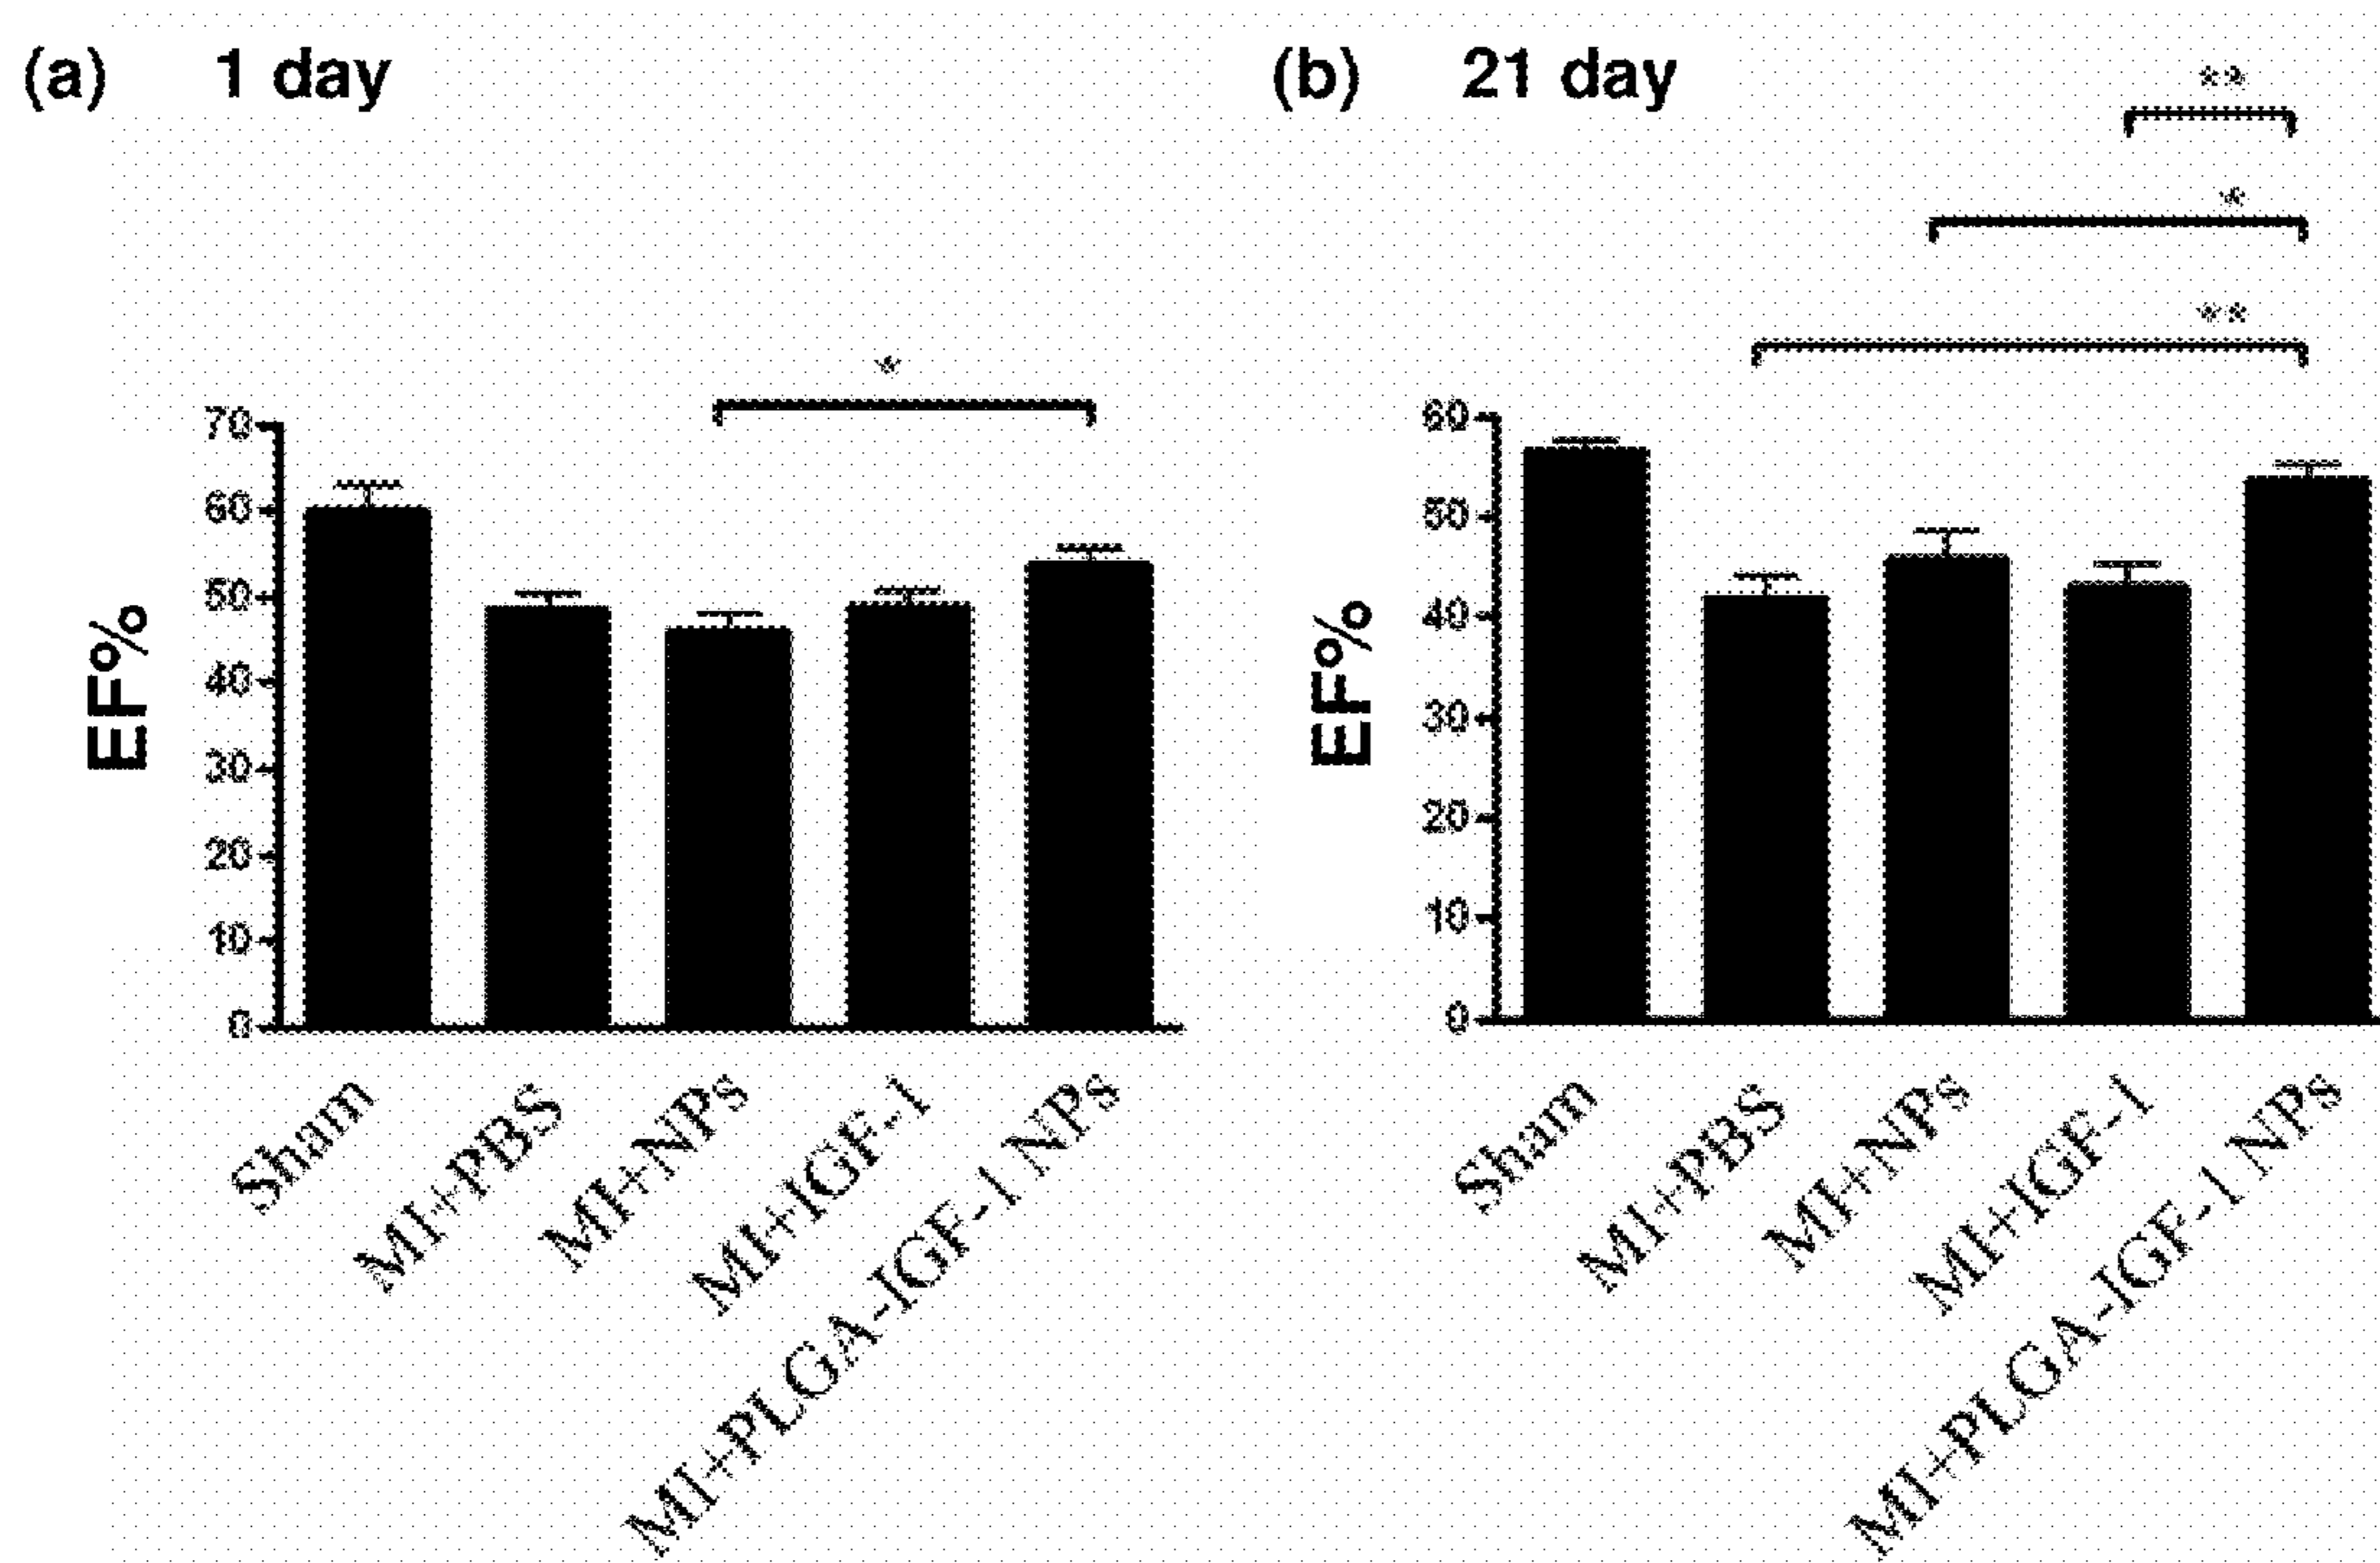 (a) 1 day
*
EF%
70
60
50
40
30
20
10
0
Sham
MI+PBS
MI+NPs
MI+IGF-1
MI+PLGA-IGF-1 NPs
(b) 21 day
**
*
**
EF%
60
50
40
30
20
10
0
Sham
MI+PBS
MI+NPs
MI+IGF-1
MI+PLGA-IGF-1 NPs